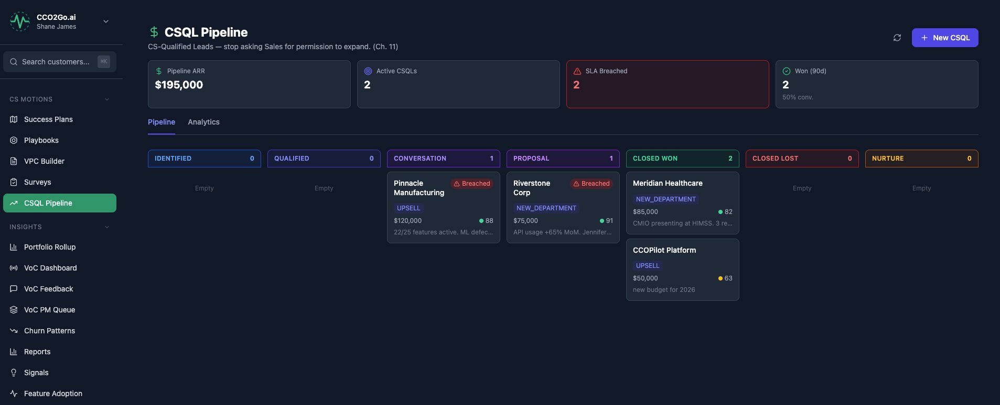 CCO2Go.ai
Shane James
Search customers...
⌘K
CS MOTIONS
Success Plans
Playbooks
VPC Builder
Surveys
CSQL Pipeline
INSIGHTS
Portfolio Rollup
VoC Dashboard
VoC Feedback
VoC PM Queue
Churn Patterns
Reports
Signals
Feature Adoption
CSQL Pipeline
CS-Qualified Leads — stop asking Sales for permission to expand. (Ch. 11)
New CSQL
Pipeline ARR
$195,000
Active CSQLs
2
SLA Breached
2
Won (90d)
2
50% conv.
Pipeline
Analytics
IDENTIFIED 0
Empty
QUALIFIED 0
Empty
CONVERSATION 1
Pinnacle
Manufacturing
Breached
UPSELL
$120,000 88
22/25 features active. ML defec...
PROPOSAL 1
Riverstone
Corp
Breached
NEW_DEPARTMENT
$75,000 91
API usage +65% MoM. Jennifer...
CLOSED WON 2
Meridian Healthcare
NEW_DEPARTMENT
$85,000 82
CMIO presenting at HIMSS. 3 re...
CCOPilot Platform
UPSELL
$50,000 63
new budget for 2026
CLOSED LOST 0
Empty
NURTURE 0
Empty